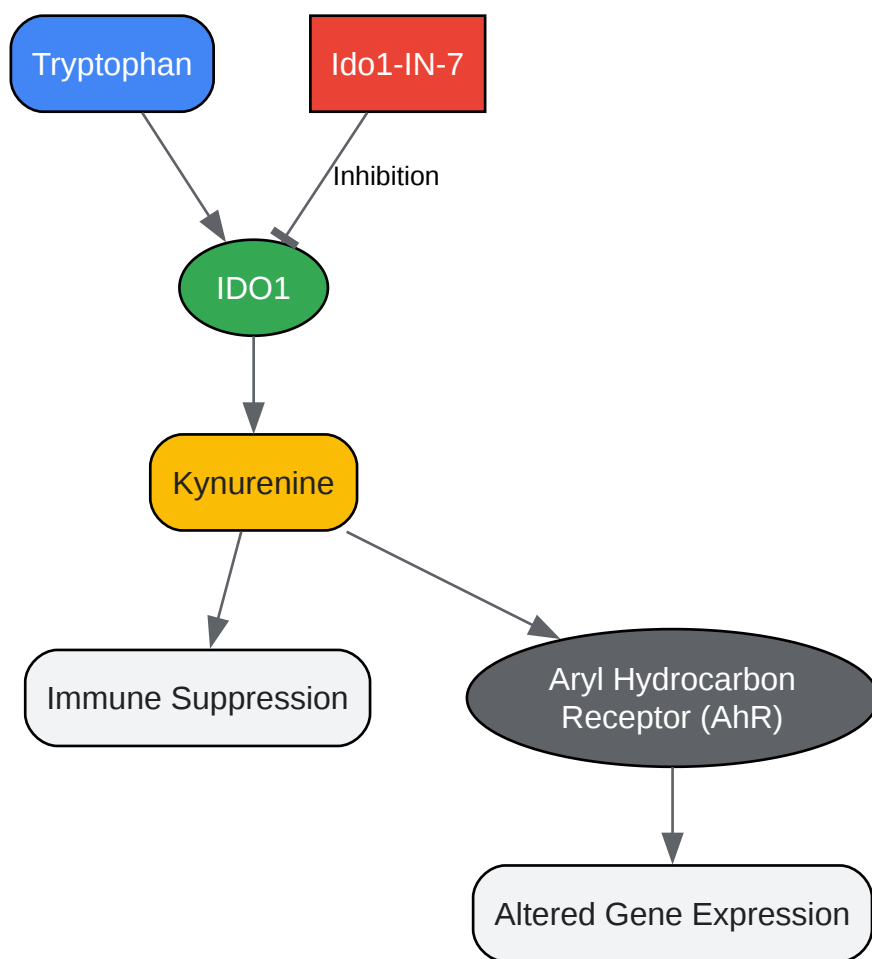 Tryptophan
Ido1-IN-7
Inhibition
IDO1
Kynurenine
Immune Suppression
Aryl Hydrocarbon
Receptor (AhR)
Altered Gene Expression